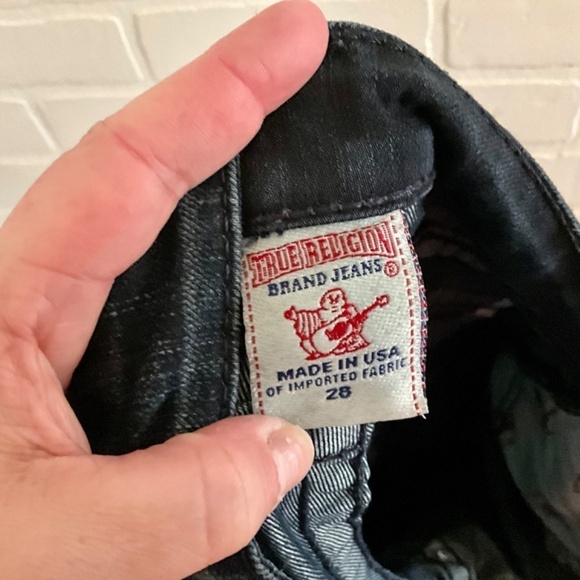 TRUE RELIGION
BRAND JEANS®
MADE IN USA
OF IMPORTED FABRIC
28